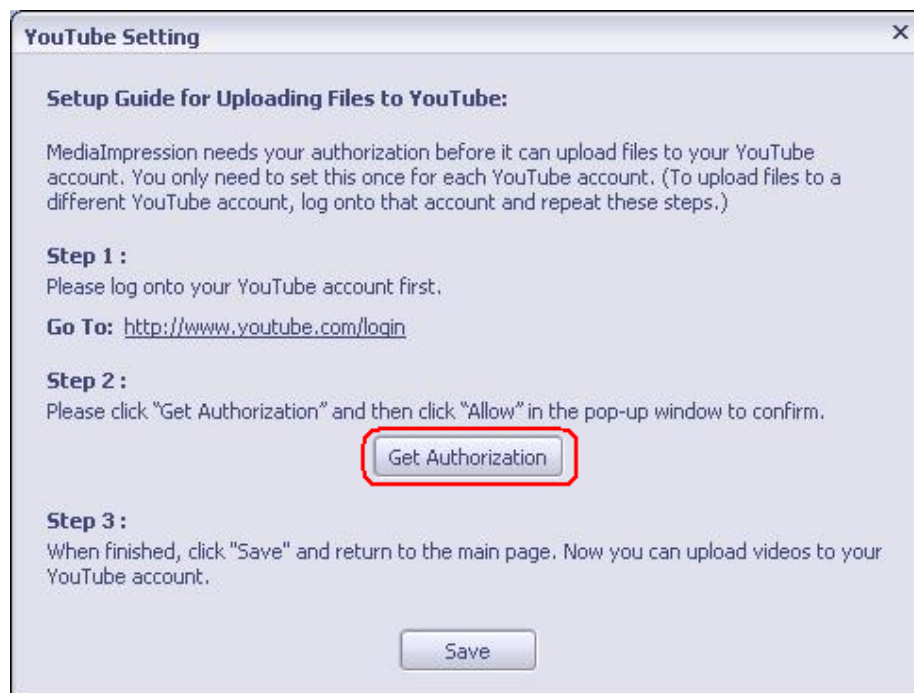 YouTube Setting
Setup Guide for Uploading Files to YouTube:
MediaImpression needs your authorization before it can upload files to your YouTube
account. You only need to set this once for each YouTube account. (To upload files to a
different YouTube account, log onto that account and repeat these steps.)
Step 1 :
Please log onto your YouTube account first.
Go To: http://www.youtube.com/login
Step 2 :
Please click "Get Authorization" and then click "Allow" in the pop-up window to confirm.
Get Authorization
Step 3 :
When finished, click "Save" and return to the main page. Now you can upload videos to your
YouTube account.
Save